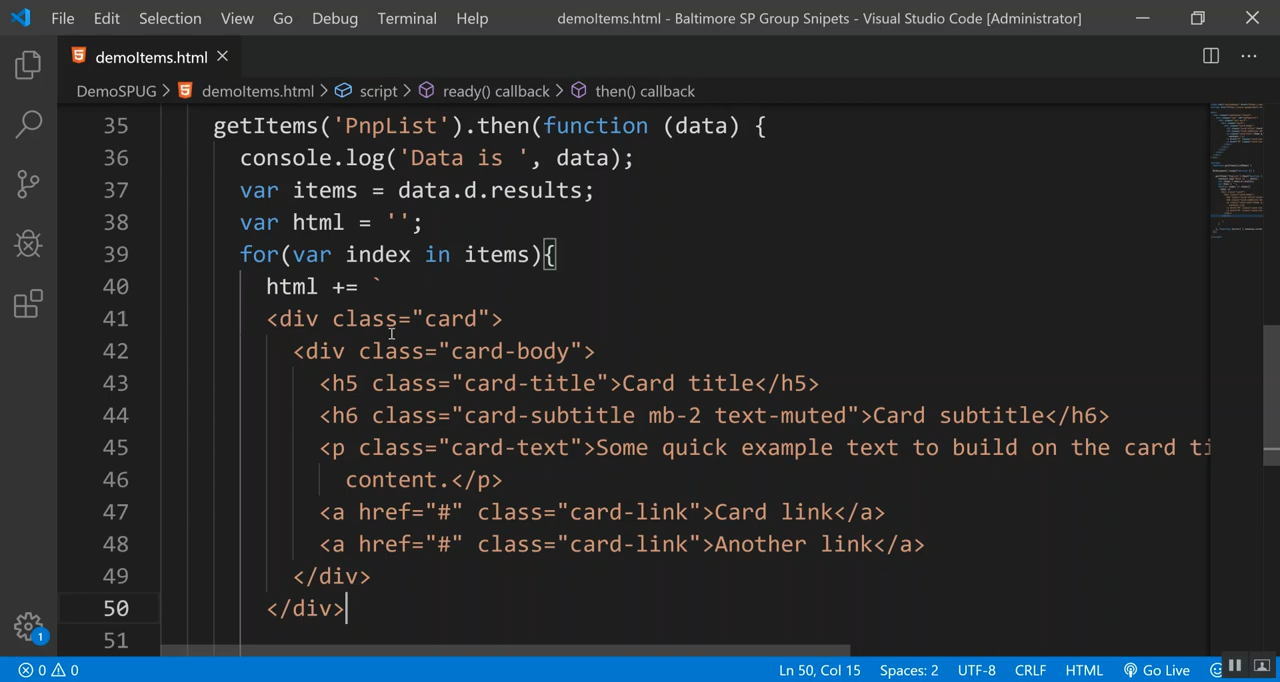 File Edit Selection View Go Debug Terminal Help demoItems.html - Baltimore SP Group Snipets - Visual Studio Code [Administrator]
demoItems.html
DemoSPUG > demoItems.html > script > ready() callback > then() callback
35 getItems('PnpList').then(function (data) {
36 console.log('Data is ', data);
37 var items = data.d.results;
38 var html = '';
39 for(var index in items){
40 html += `
41 <div class="card">
42 <div class="card-body">
43 <h5 class="card-title">Card title</h5>
44 <h6 class="card-subtitle mb-2 text-muted">Card subtitle</h6>
45 <p class="card-text">Some quick example text to build on the card ti
46 content.</p>
47 <a href="#" class="card-link">Card link</a>
48 <a href="#" class="card-link">Another link</a>
49 </div>
50 </div>
51
1
0 0 Ln 50, Col 15 Spaces: 2 UTF-8 CRLF HTML Go Live